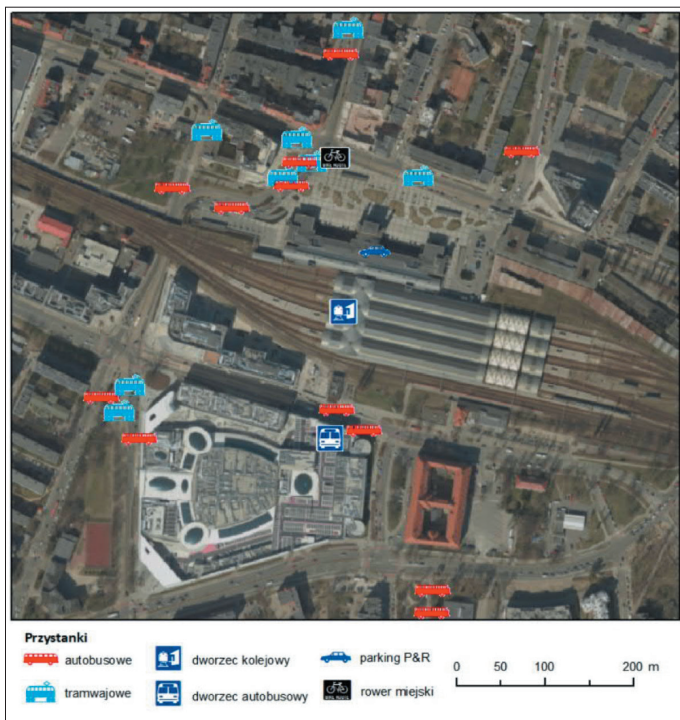 Przystanki
autobusowe
dworzec kolejowy
parking P&R
tramwajowe
dworzec autobusowy
rower miejski
0 50 100 200 m